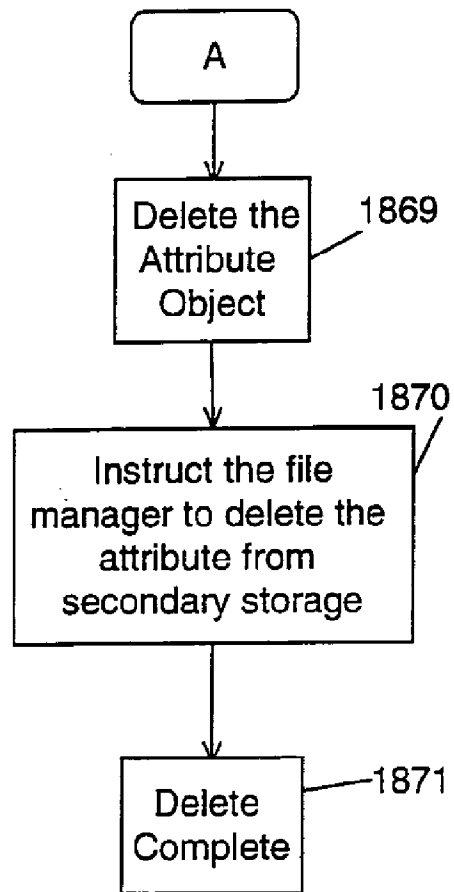 A
Delete the
Attribute
Object
1869
1870
Instruct the file
manager to delete the
attribute from
secondary storage
1871
Delete
Complete